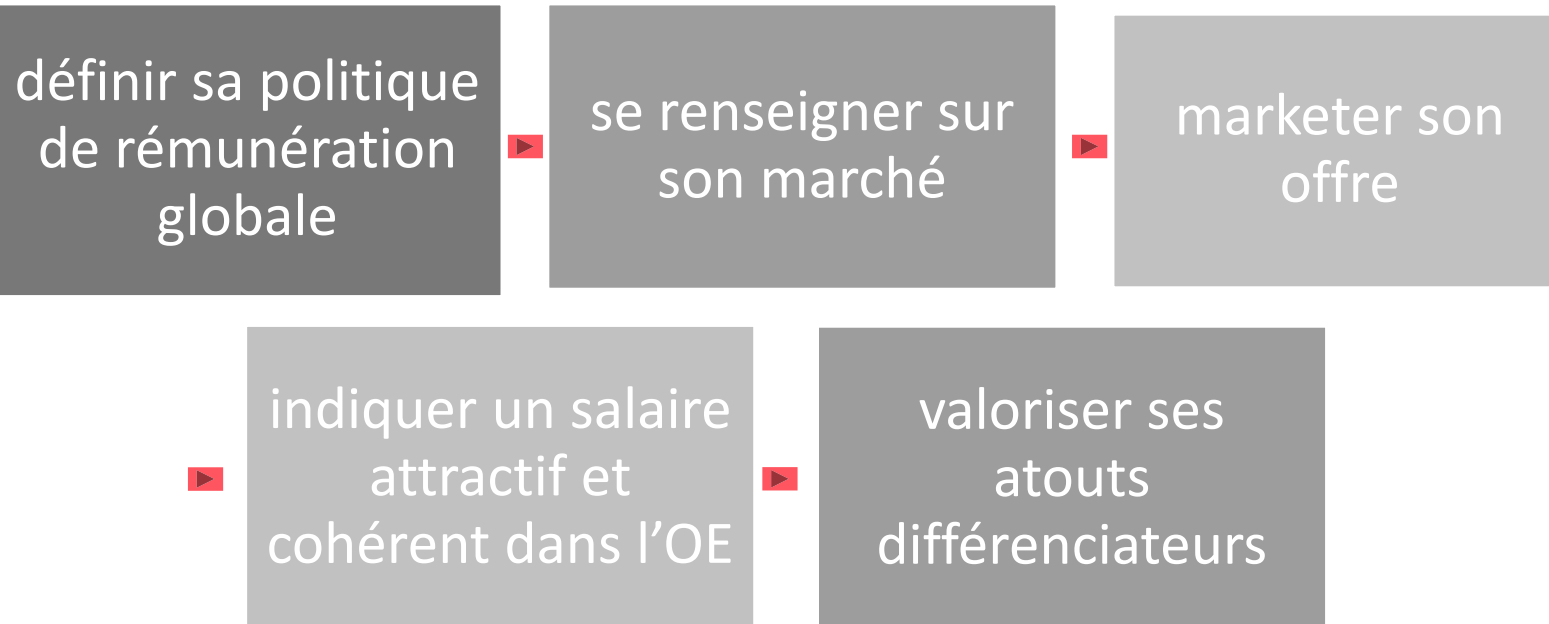 définir sa politique
de rémunération
globale
se renseigner sur
son marché
marketer son
offre
indiquer un salaire
attractif et
cohérent dans l’OE
valoriser ses
atouts
différenciateurs